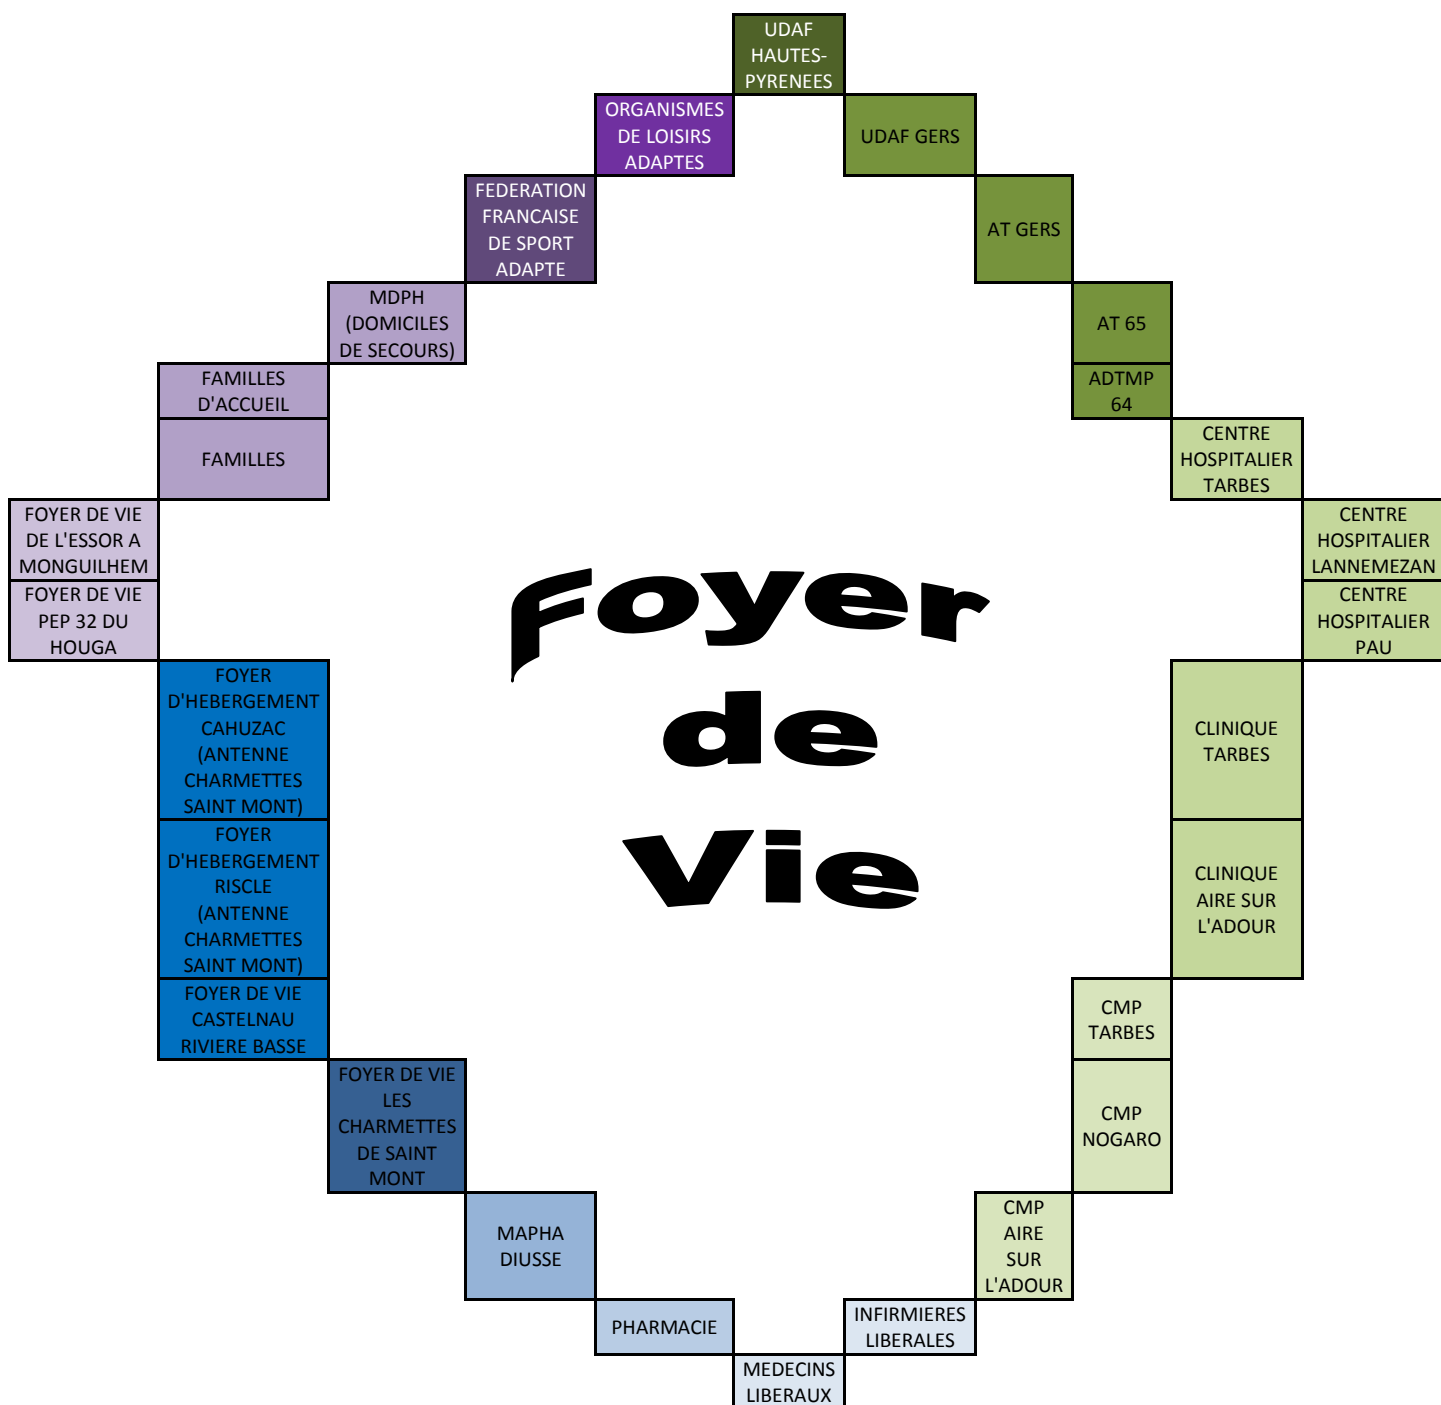 UDAF
HAUTES-
PYRENEES
ORGANISMES
DE LOISIRS
ADAPTES
UDAF GERS
FEDERATION
FRANCAISE
DE SPORT
ADAPTE
AT GERS
MDPH
(DOMICILES
DE SECOURS)
AT 65
FAMILLES
D'ACCUEIL
ADTMP
64
FAMILLES
CENTRE
HOSPITALIER
TARBES
FOYER DE VIE
DE L'ESSOR A
MONGUILHEM
CENTRE
HOSPITALIER
LANNEMEZAN
FOYER DE VIE
PEP 32 DU
HOUGA
CENTRE
HOSPITALIER
PAU
Foyer
de
Vie
FOYER
D'HEBERGEMENT
CAHUZAC
(ANTENNE
CHARMETTES
SAINT MONT)
CLINIQUE
TARBES
FOYER
D'HEBERGEMENT
RISCLE
(ANTENNE
CHARMETTES
SAINT MONT)
CLINIQUE
AIRE SUR
L'ADOUR
FOYER DE VIE
CASTELNAU
RIVIERE BASSE
CMP
TARBES
FOYER DE VIE
LES
CHARMETTES
DE SAINT
MONT
CMP
NOGARO
MAPHA
DIUSSE
CMP
AIRE
SUR
L'ADOUR
PHARMACIE
INFIRMIERES
LIBERALES
MEDECINS
LIBERAUX